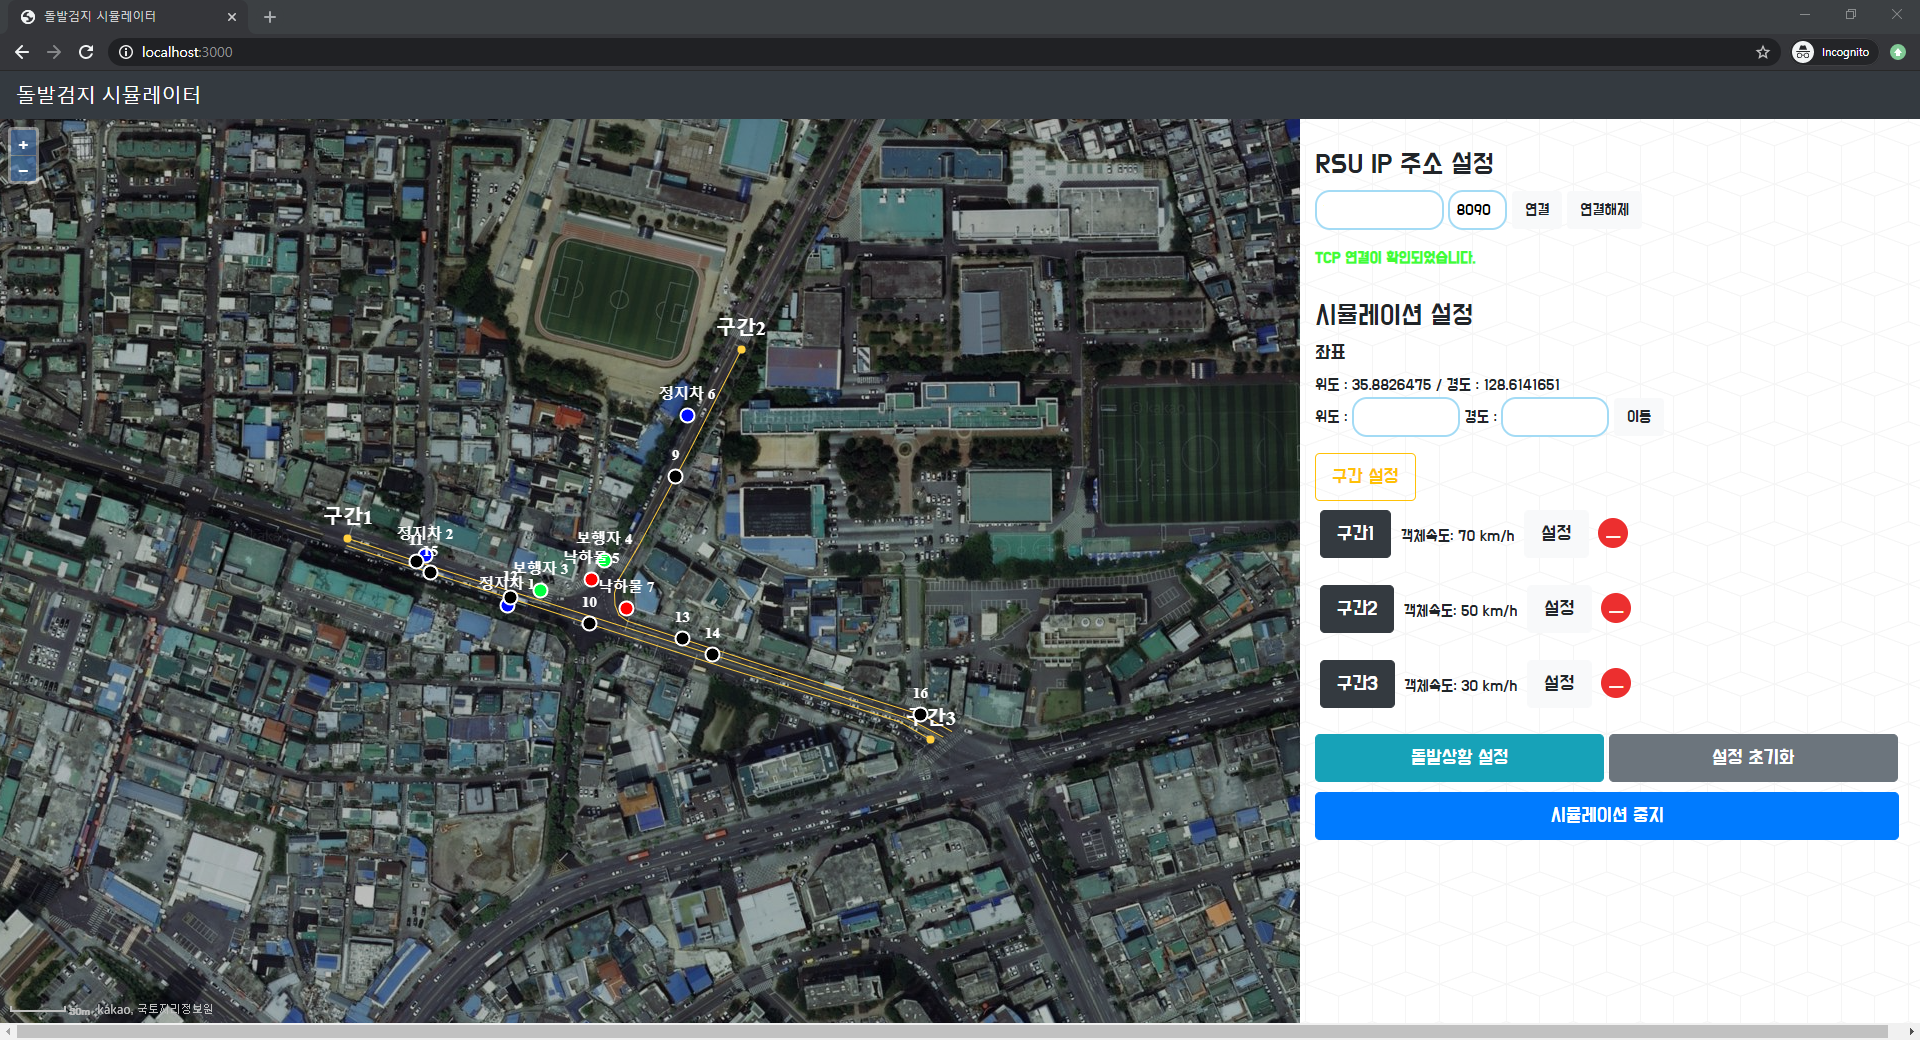 돌발검지 시뮬레이터
localhost:3000
Incognito
돌발검지 시뮬레이터
+
−
구간2
정지차 6
9
구간1
정지차 2
11
15
보행자 4
낙하물 5
보행자 3
정지차 1
낙하물 7
10
13
14
16
구간3
30m
kakao, 국토지리정보원
RSU IP 주소 설정
8090 연결 연결해제
TCP 연결이 확인되었습니다.
시뮬레이션 설정
좌표
위도 : 35.8826475 / 경도 : 128.6141651
위도 : 경도 : 이동
구간 설정
구간1 객체속도: 70 km/h 설정
구간2 객체속도: 50 km/h 설정
구간3 객체속도: 30 km/h 설정
돌발상황 설정 설정 초기화
시뮬레이션 중지